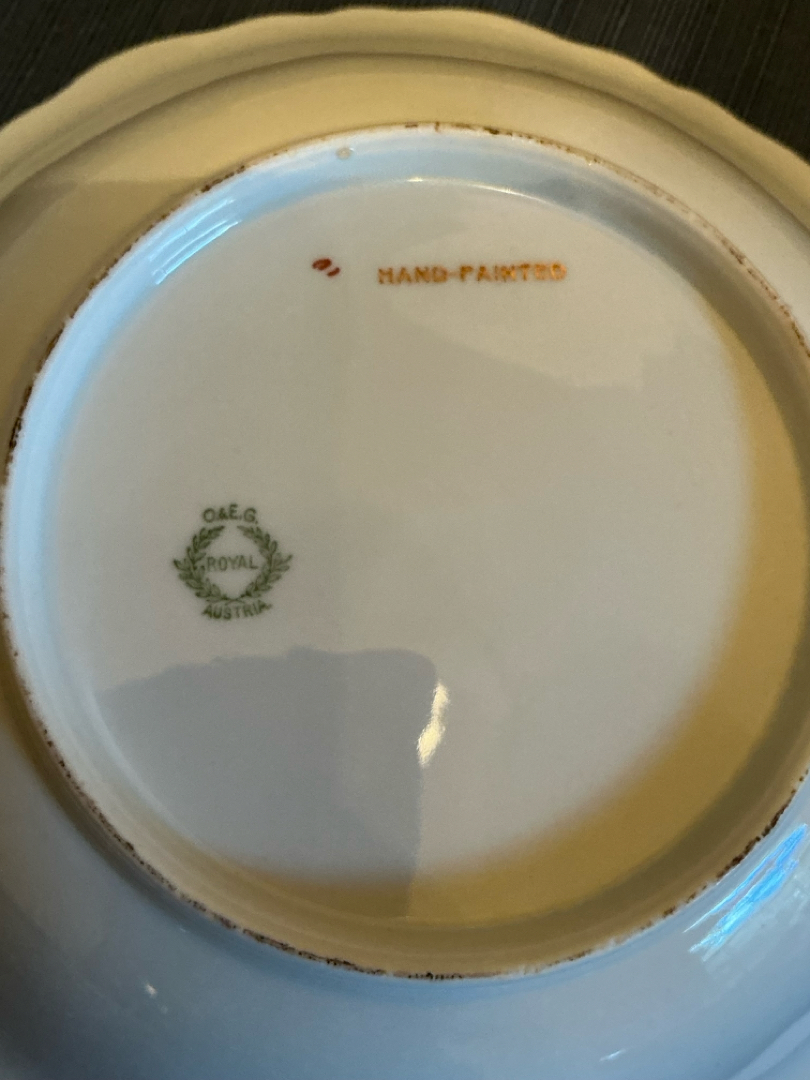 HAND-PAINTED
O.&E.G.
ROYAL
AUSTRIA.